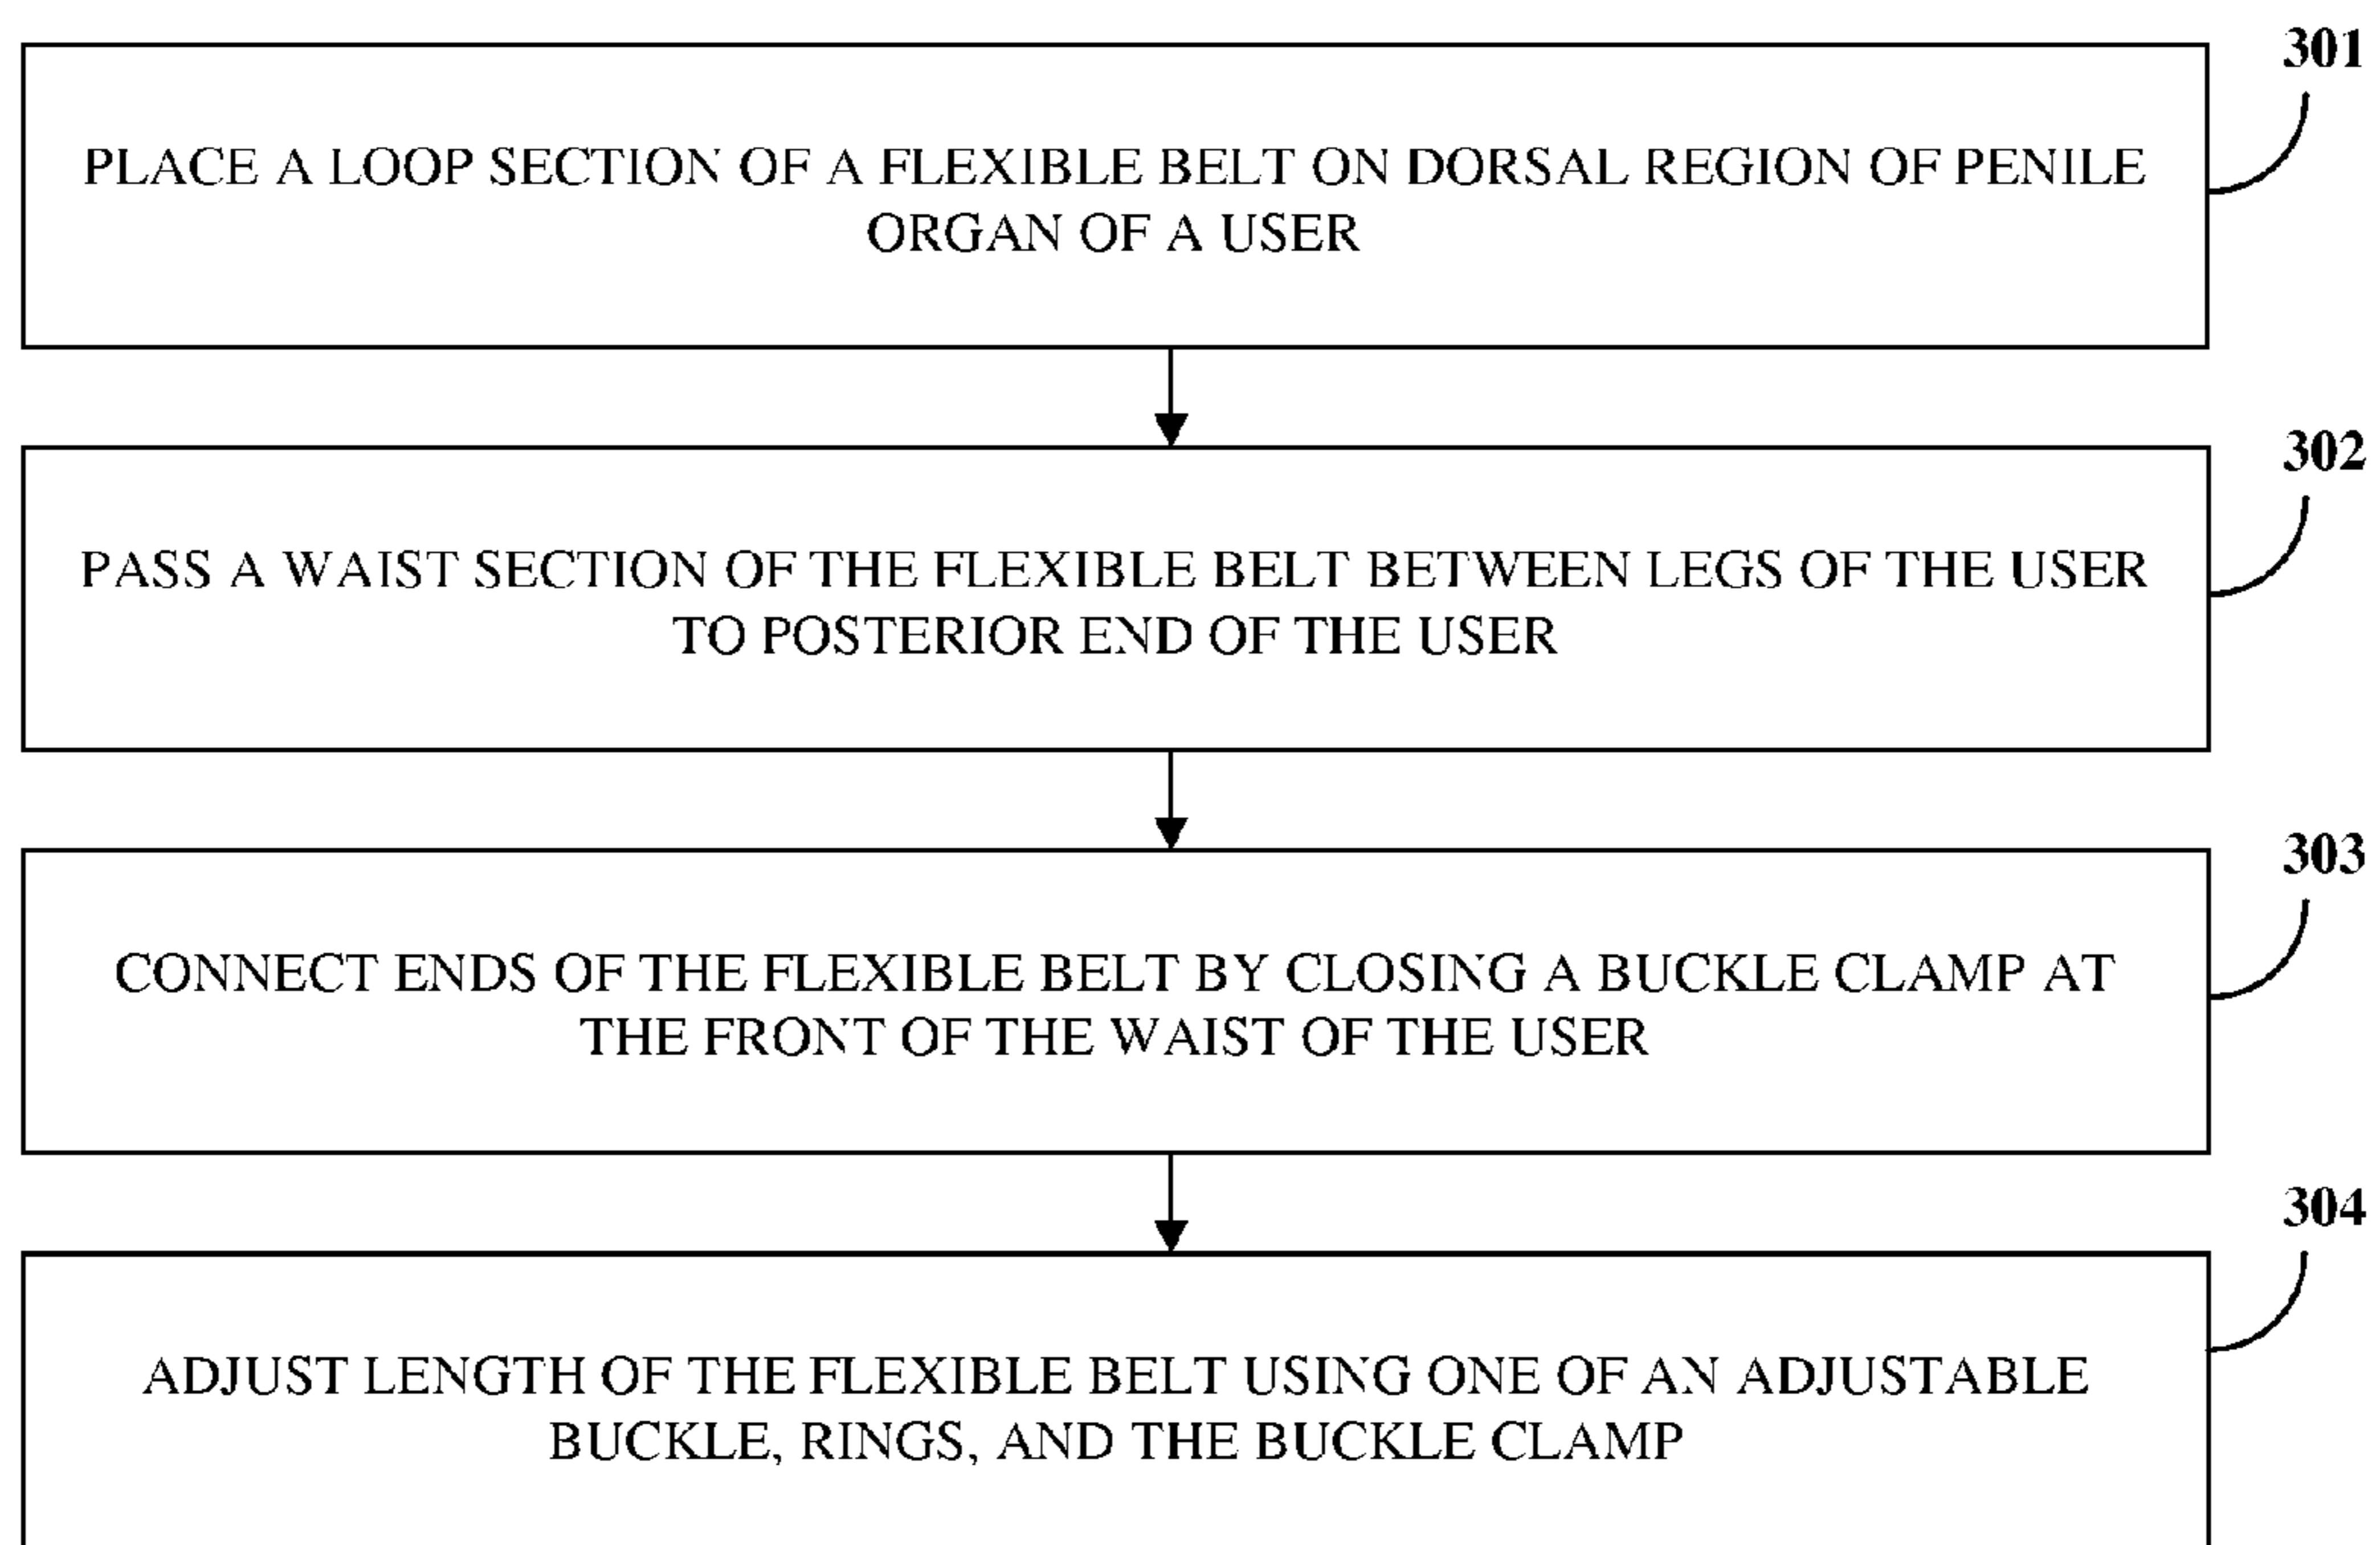 301
PLACE A LOOP SECTION OF A FLEXIBLE BELT ON DORSAL REGION OF PENILE
ORGAN OF A USER
302
PASS A WAIST SECTION OF THE FLEXIBLE BELT BETWEEN LEGS OF THE USER
TO POSTERIOR END OF THE USER
303
CONNECT ENDS OF THE FLEXIBLE BELT BY CLOSING A BUCKLE CLAMP AT
THE FRONT OF THE WAIST OF THE USER
304
ADJUST LENGTH OF THE FLEXIBLE BELT USING ONE OF AN ADJUSTABLE
BUCKLE, RINGS, AND THE BUCKLE CLAMP